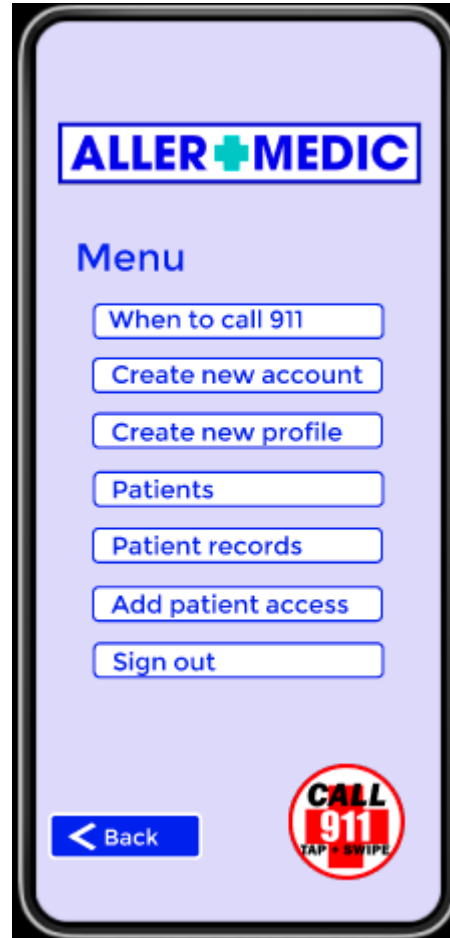 ALLER MEDIC
Menu
When to call 911
Create new account
Create new profile
Patients
Patient records
Add patient access
Sign out
< Back
CALL
911
TAP + SWIPE